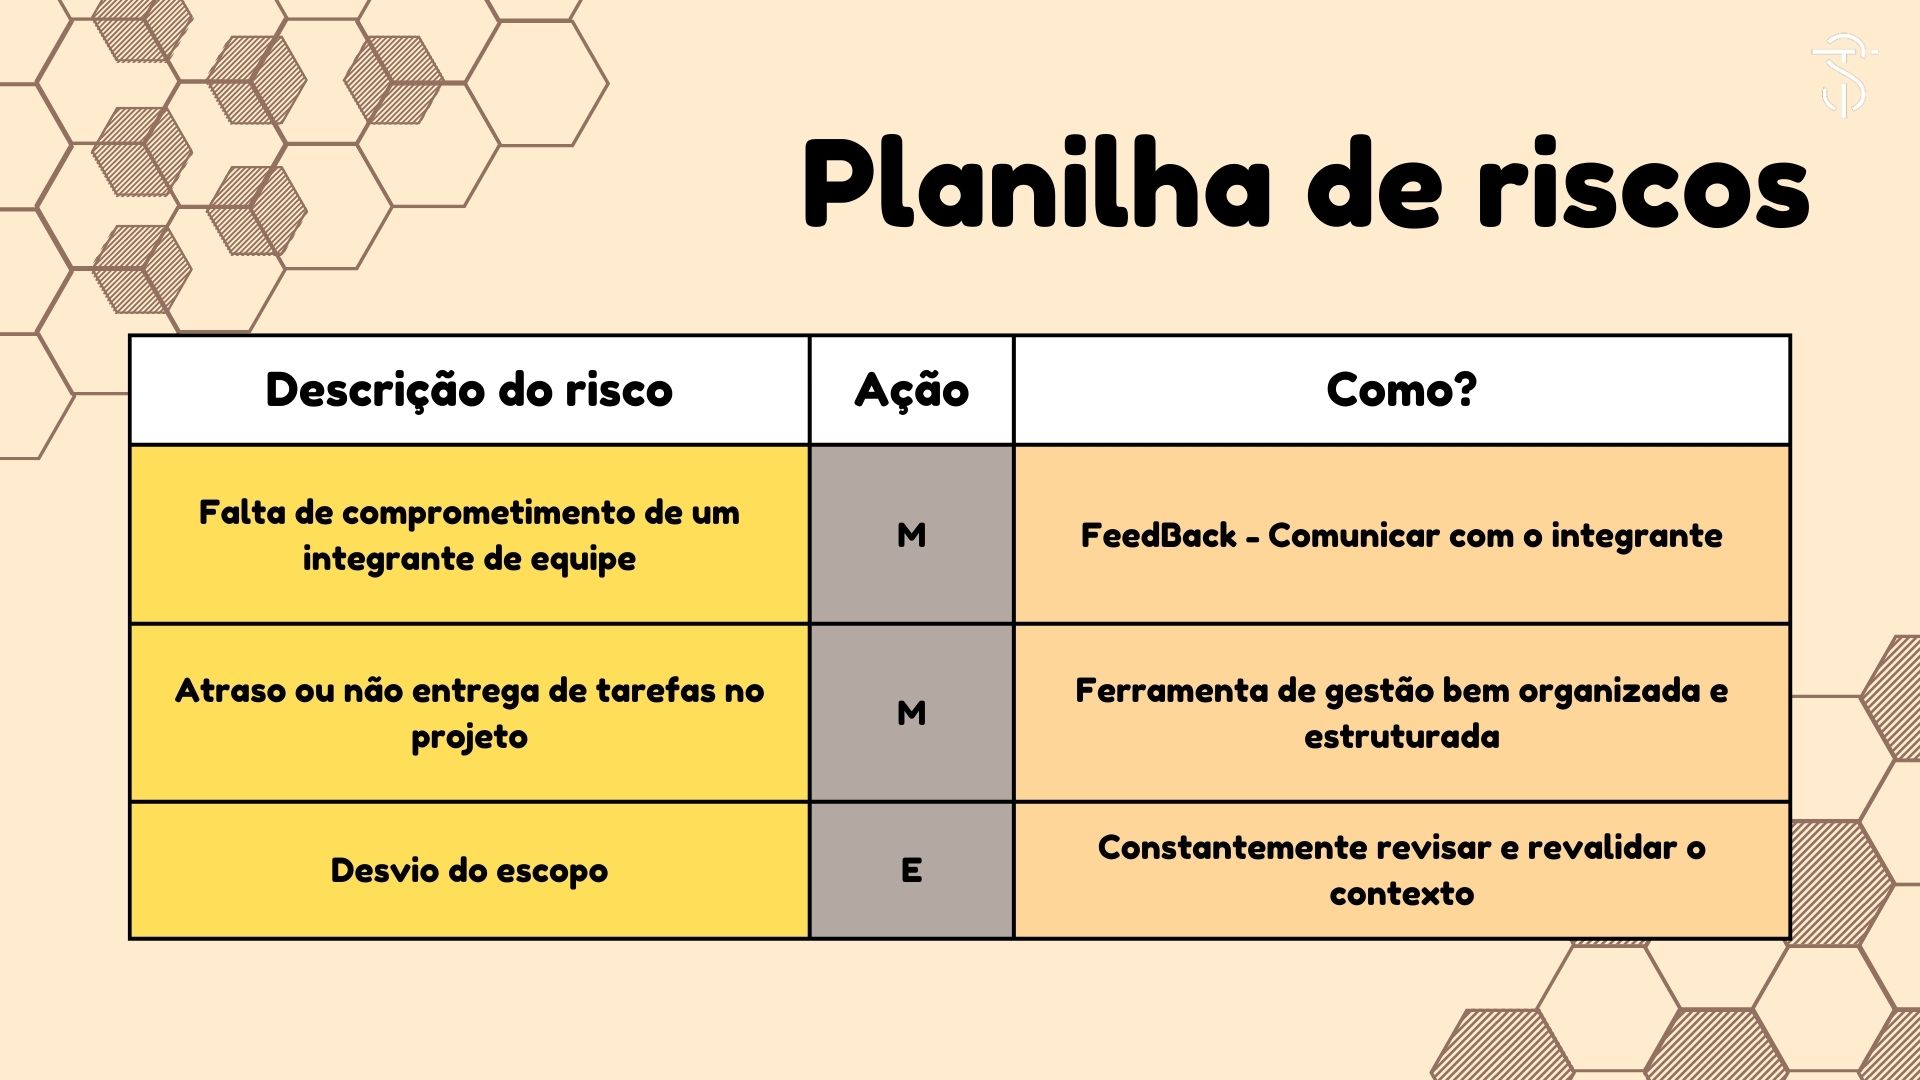 Planilha de riscos
Descrição do risco
Ação
Como?
Falta de comprometimento de um
integrante de equipe
M
FeedBack - Comunicar com o integrante
Atraso ou não entrega de tarefas no
projeto
M
Ferramenta de gestão bem organizada e
estruturada
Desvio do escopo
E
Constantemente revisar e revalidar o
contexto